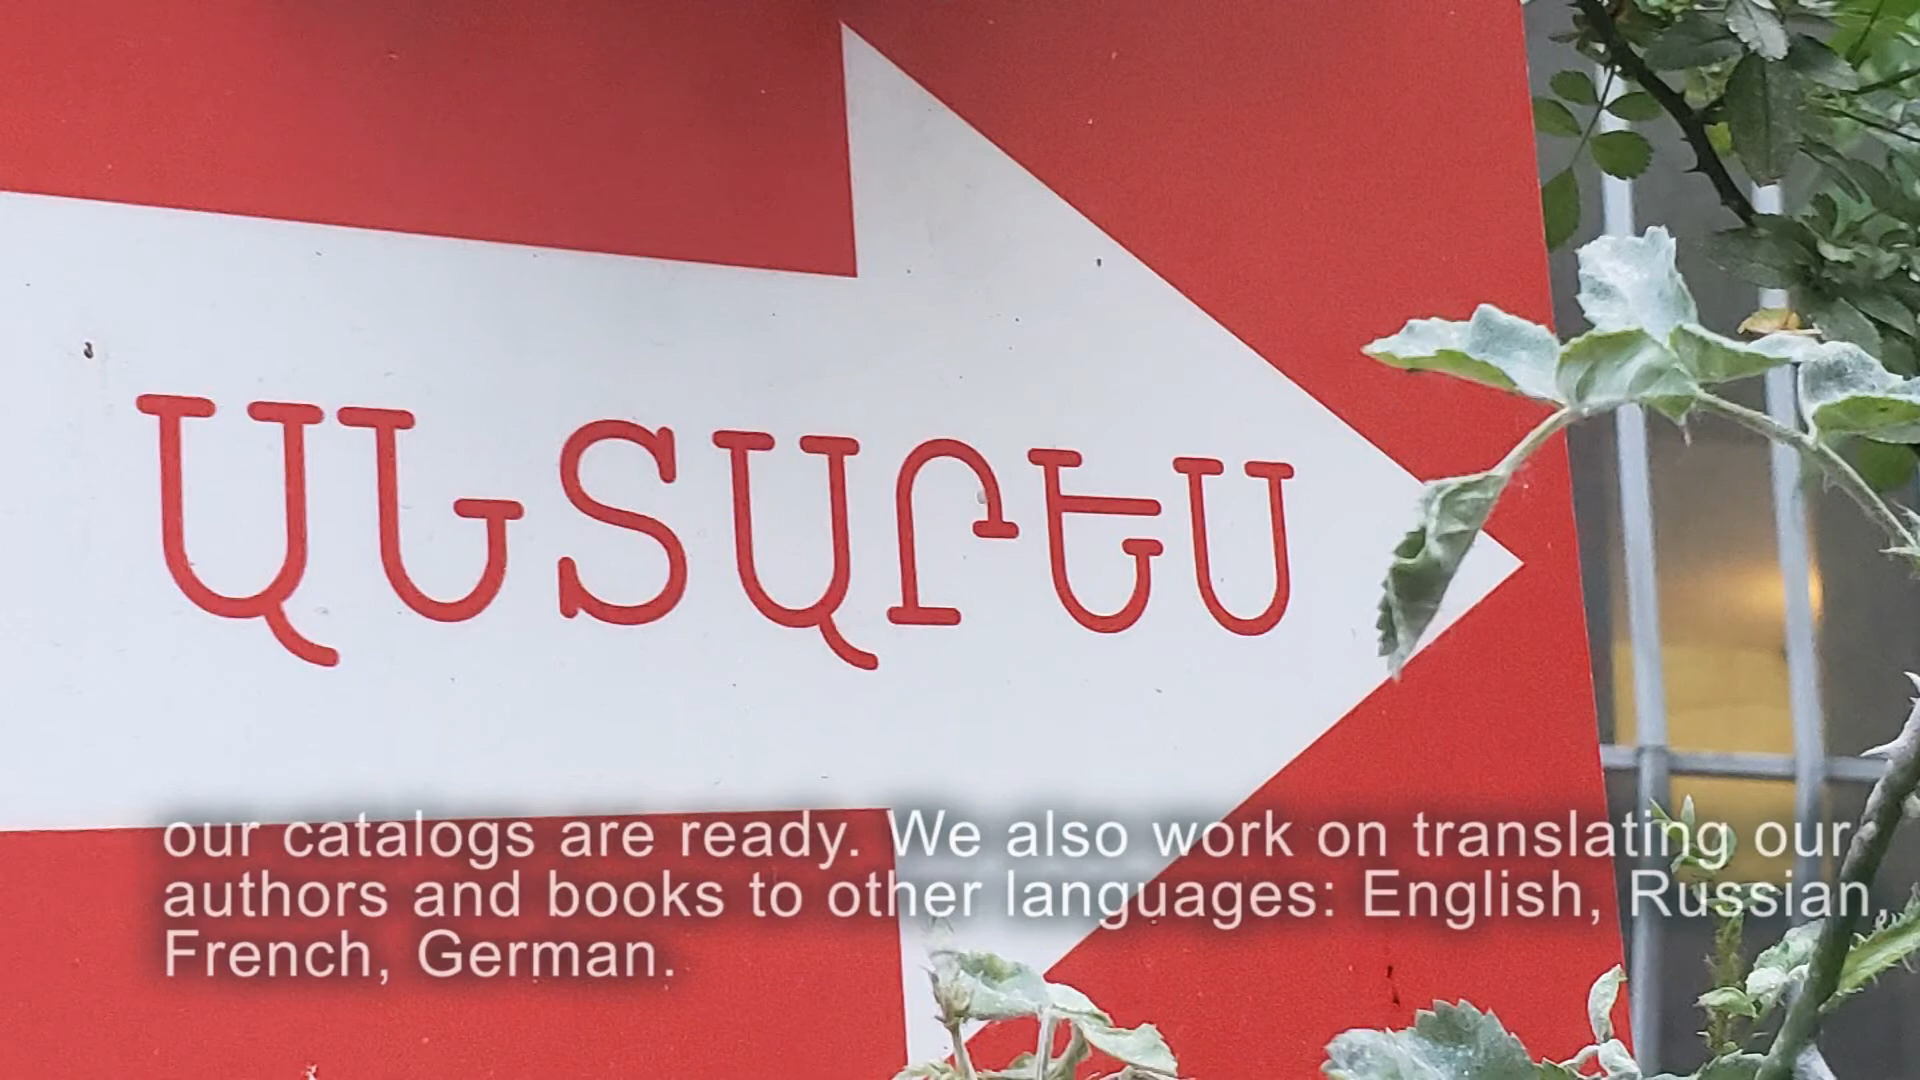 ԱՆՏԱՐԵՍ
our catalogs are ready. We also work on translating our
authors and books to other languages: English, Russian,
French, German.